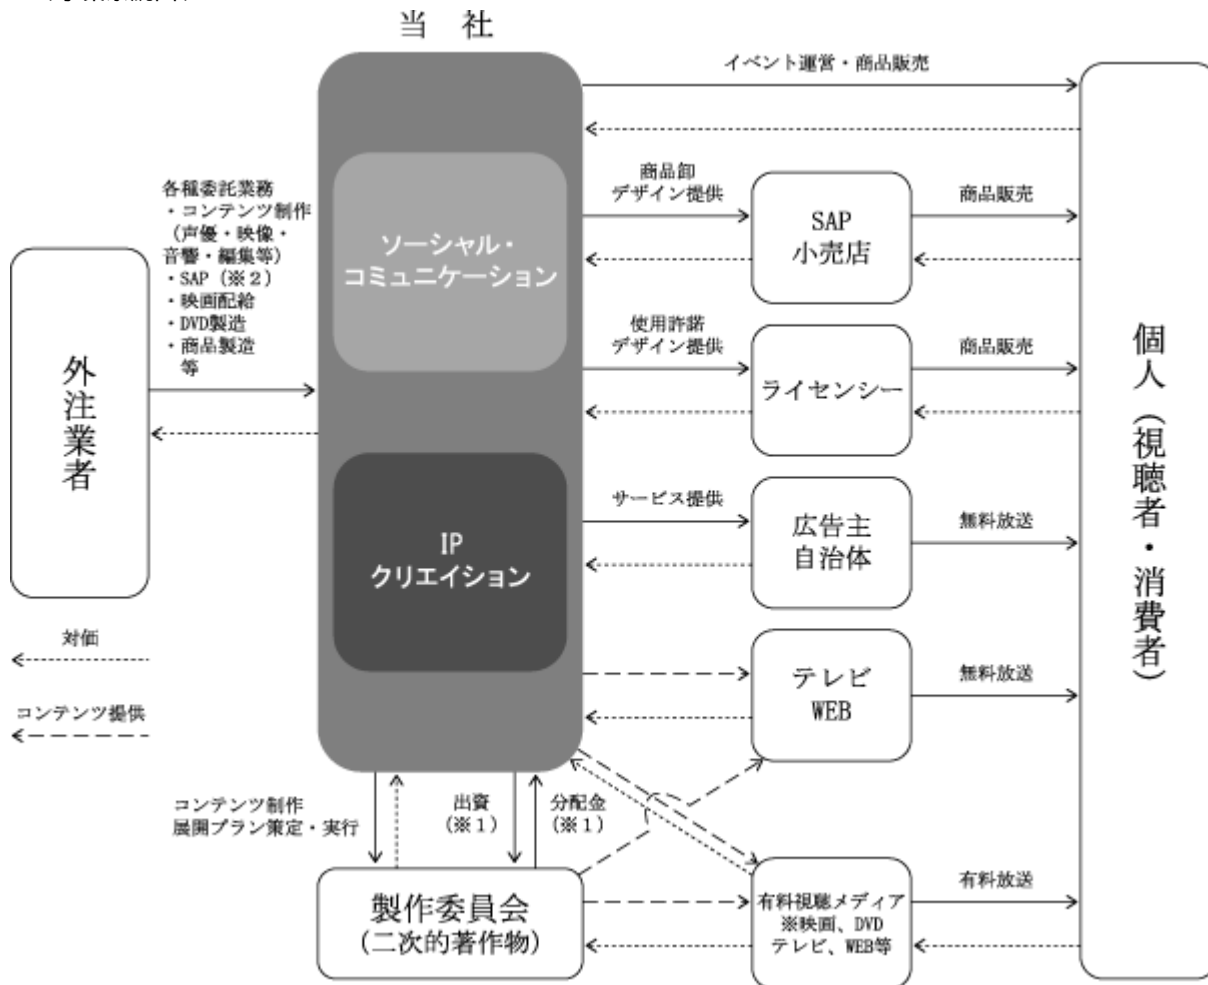 当 社
イベント運営・商品販売
各種委託業務
・コンテンツ制作
(声優・映像・
音響・編集等)
・SAP(※2)
・映画配給
・DVD製造
・商品製造
等
外注業者
対価
コンテンツ提供
ソーシャル・
コミュニケーション
IP
クリエイション
商品卸
デザイン提供
SAP
小売店
商品販売
使用許諾
デザイン提供
ライセンシー
商品販売
サービス提供
広告主
自治体
無料放送
テレビ
WEB
無料放送
個人(視聴者・消費者)
コンテンツ制作
展開プラン策定・実行
出資
(※1)
分配金
(※1)
製作委員会
(二次的著作物)
有料視聴メディア
※映画、DVD
テレビ、WEB等
有料放送